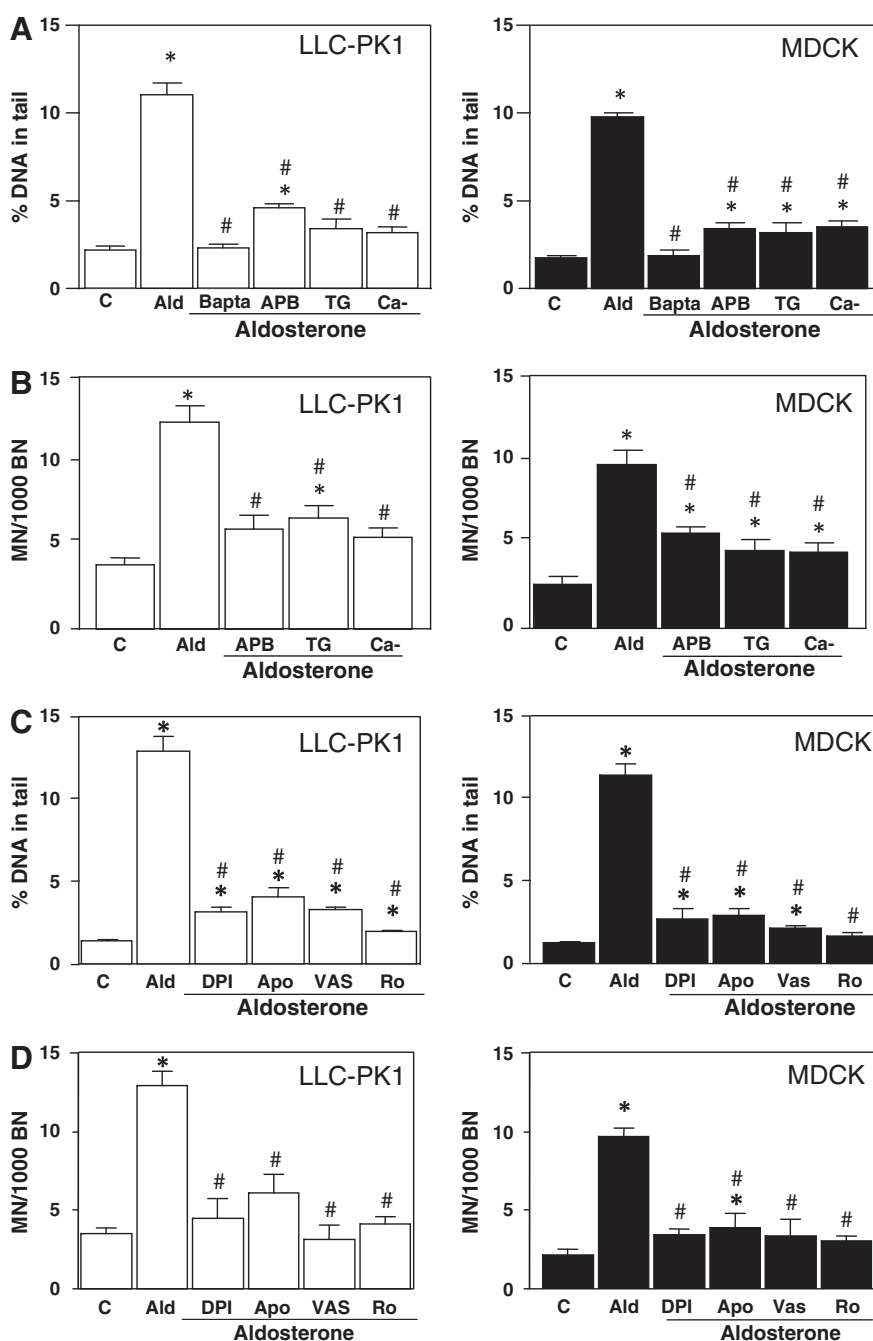 A
LLC-PK1
% DNA in tail
15
10
5
0
*
#
#
*
#
#
C Ald Bapta APB TG Ca-
Aldosterone
MDCK
% DNA in tail
15
10
5
0
*
#
#
*
#
*
#
*
C Ald Bapta APB TG Ca-
Aldosterone
B
LLC-PK1
MN/1000 BN
15
10
5
0
*
#
#
*
#
C Ald APB TG Ca-
Aldosterone
MDCK
MN/1000 BN
15
10
5
0
*
#
*
#
*
#
*
C Ald APB TG Ca-
Aldosterone
C
LLC-PK1
% DNA in tail
15
10
5
0
*
#
*
#
*
#
*
#
*
C Ald DPI Apo VAS Ro
Aldosterone
MDCK
% DNA in tail
15
10
5
0
*
#
*
#
*
#
*
#
C Ald DPI Apo Vas Ro
Aldosterone
D
LLC-PK1
MN/1000 BN
15
10
5
0
*
#
#
#
#
C Ald DPI Apo VAS Ro
Aldosterone
MDCK
MN/1000 BN
15
10
5
0
*
#
#
*
#
#
C Ald DPI Apo Vas Ro
Aldosterone